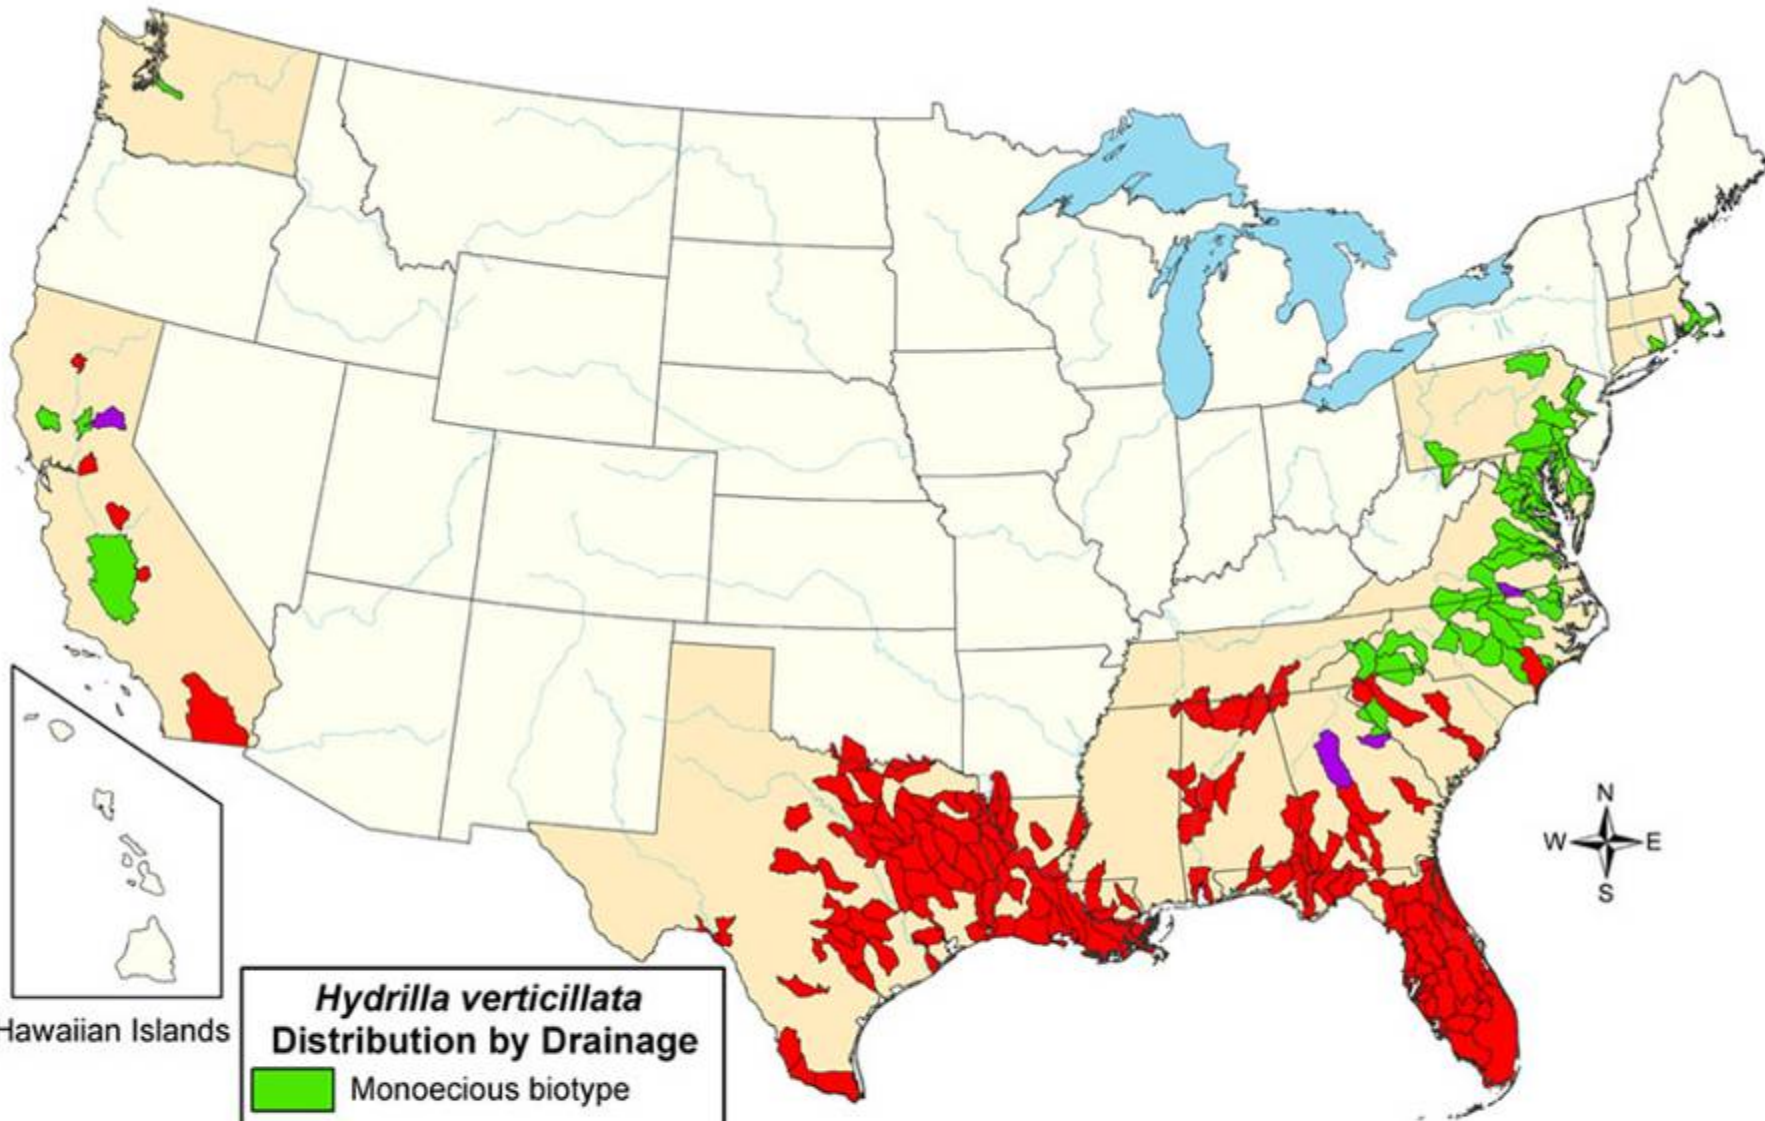 N
W E
S
Hawaiian Islands
Hydrilla verticillata
Distribution by Drainage
Monoecious biotype